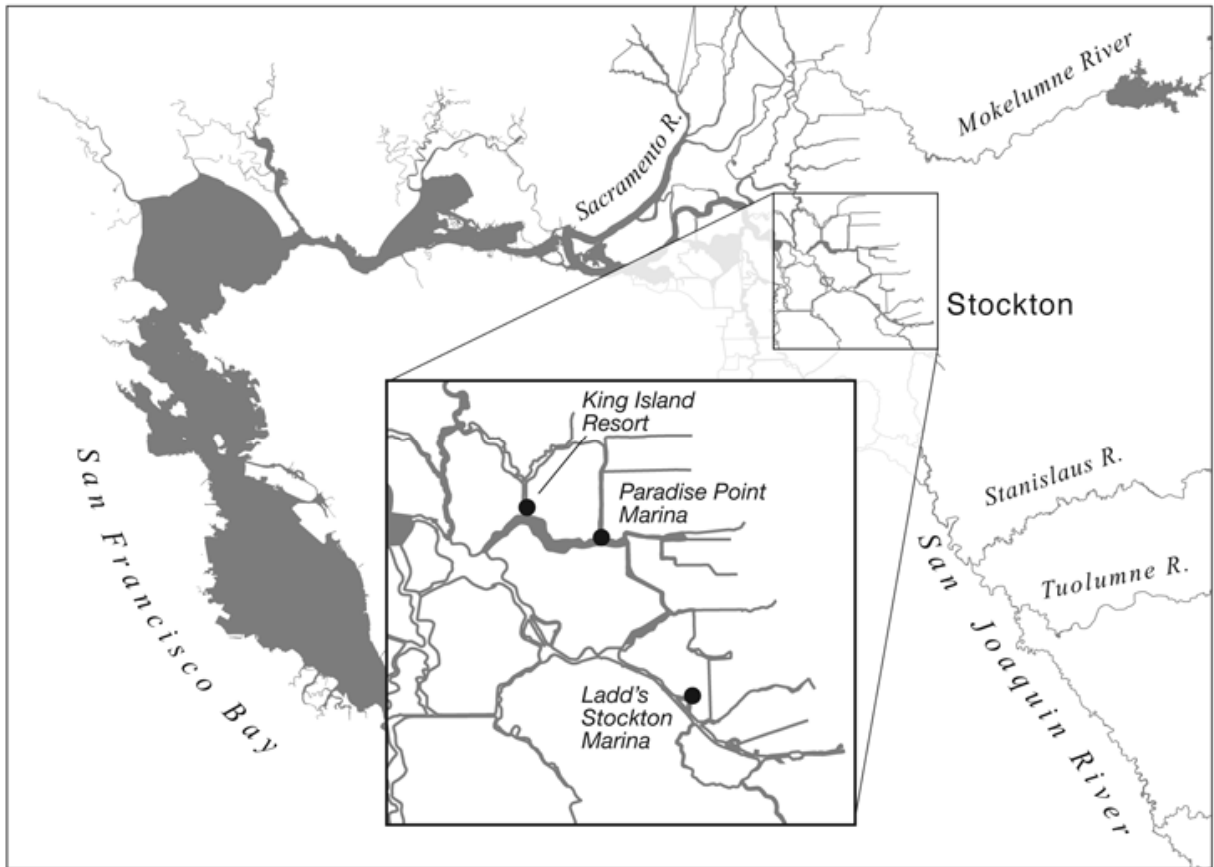 Mokelumne River
Sacramento R.
Stockton
King Island
Resort
Paradise Point
Marina
Stanislaus R.
Tuolumne R.
San Francisco Bay
San Joaquin River
Ladd's
Stockton
Marina